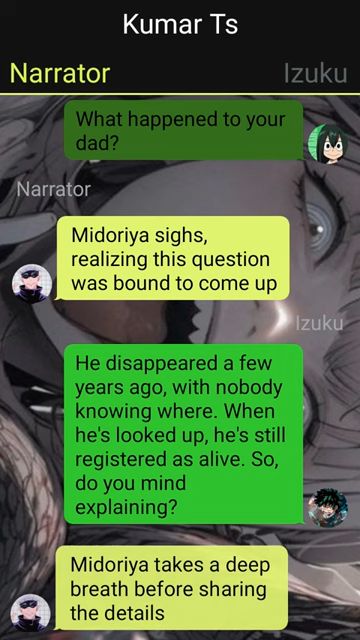 Kumar Ts
Narrator
Izuku
What happened to your
dad?
Narrator
Midoriya sighs,
realizing this question
was bound to come up
Izuku
He disappeared a few
years ago, with nobody
knowing where. When
he's looked up, he's still
registered as alive. So,
do you mind
explaining?
Midoriya takes a deep
breath before sharing
the details